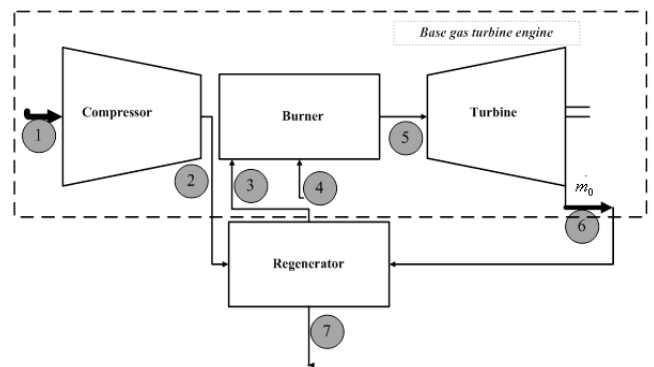 Base gas turbine engine
Compressor
Burner
Turbine
1
5
2
3
4
ṁ₀
6
Regenerator
7